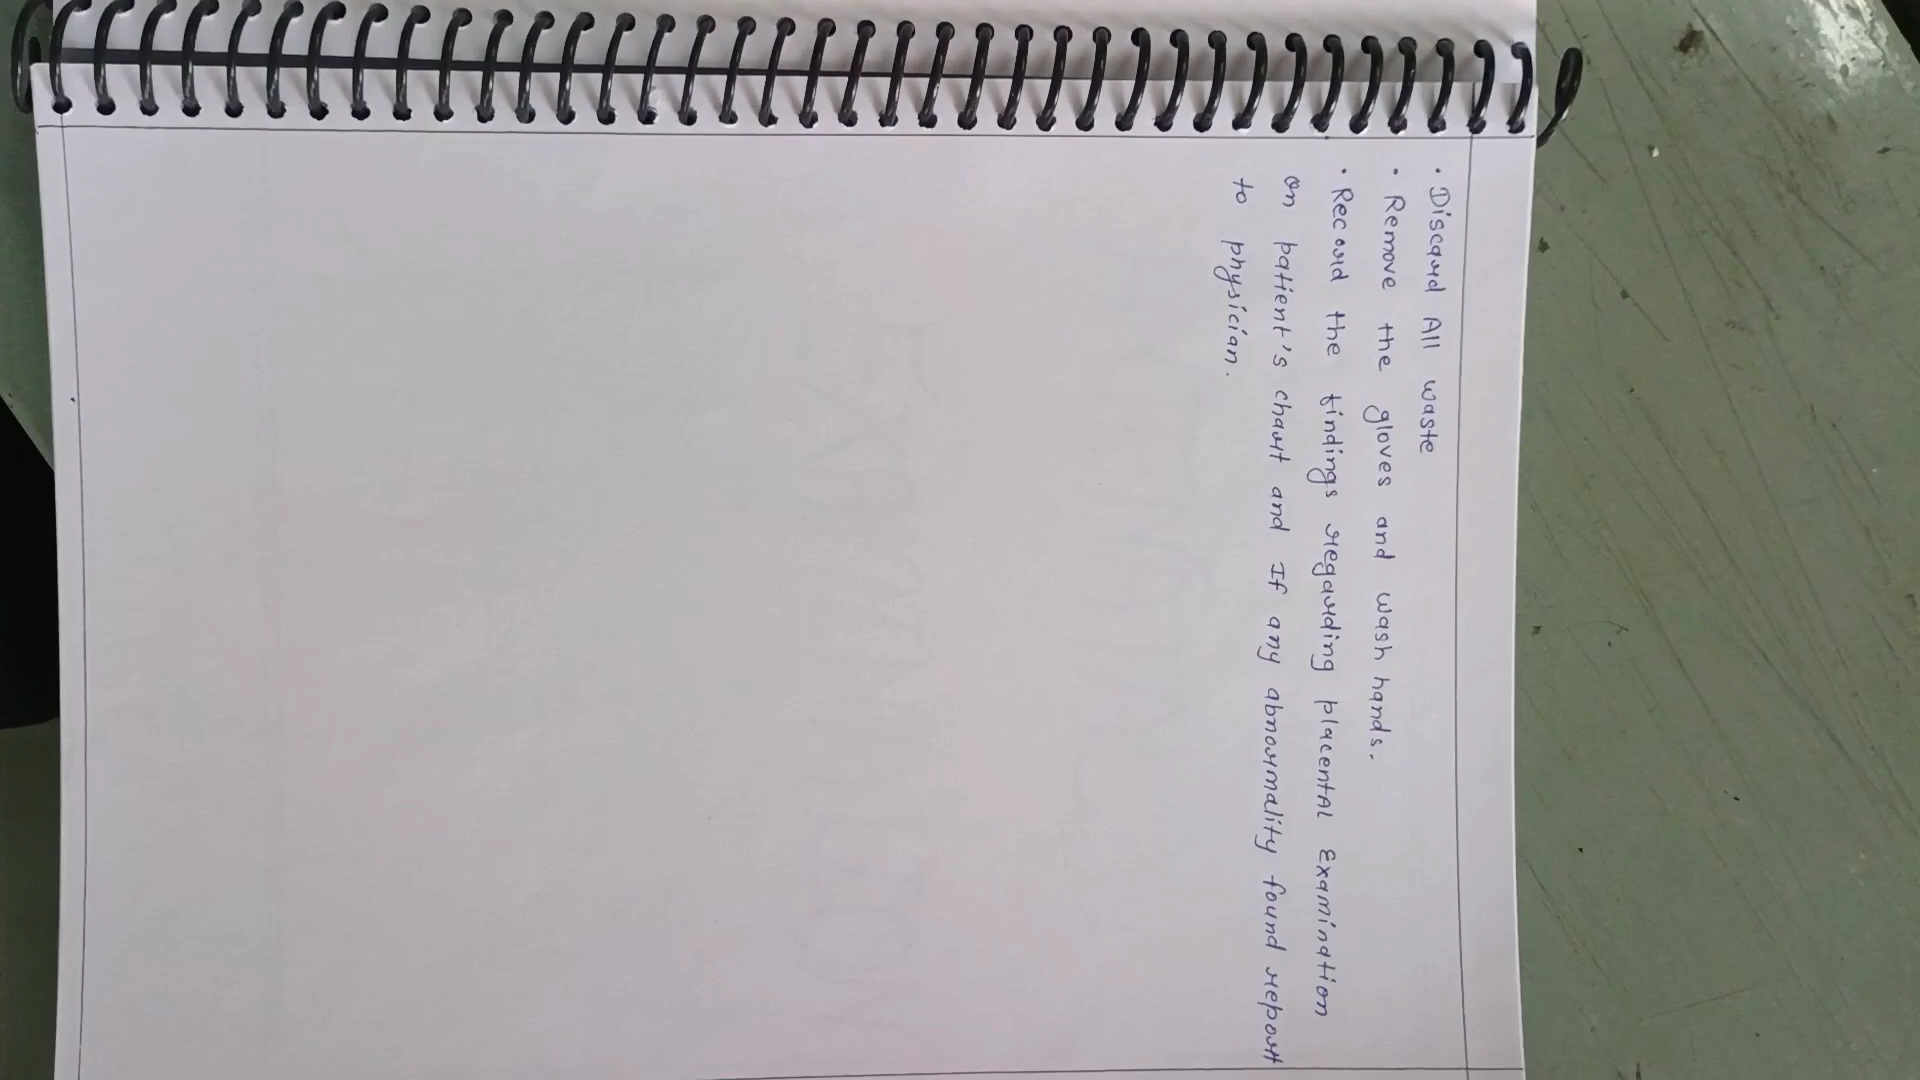 • Discard All waste
• Remove the gloves and wash hands.
• Record the findings regarding placental Examination
on patient's chart and If any abnormality found report
to physician.